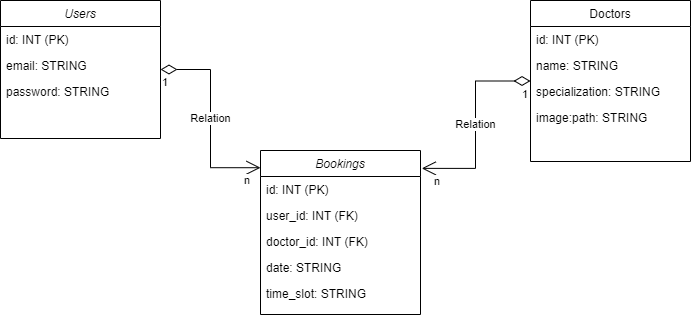 Users
id: INT (PK)
email: STRING
password: STRING
1
Relation
n
Doctors
id: INT (PK)
name: STRING
specialization: STRING
image:path: STRING
1
Relation
n
Bookings
id: INT (PK)
user_id: INT (FK)
doctor_id: INT (FK)
date: STRING
time_slot: STRING